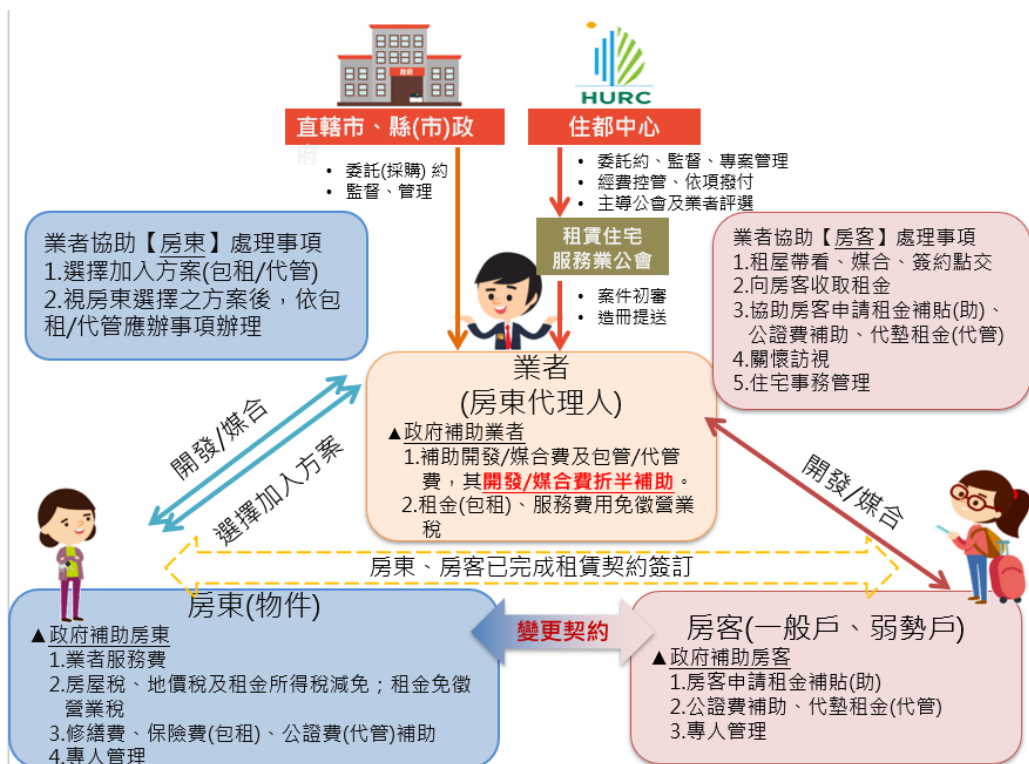 政府
HURC
直轄市、縣(市)政
府
住都中心
• 委託(採購) 約
• 監督、管理
• 委託約、監督、專案管理
• 經費控管、依項撥付
• 主導公會及業者評選
租賃住宅
服務業公會
• 案件初審
• 造冊提送
業者協助【房東】處理事項
1.選擇加入方案(包租/代管)
2.視房東選擇之方案後，依包
租/代管應辦事項辦理
業者協助【房客】處理事項
1.租屋帶看、媒合、簽約點交
2.向房客收取租金
3.協助房客申請租金補貼(助)、
公證費補助、代墊租金(代管)
4.關懷訪視
5.住宅事務管理
業者
(房東代理人)
▲政府補助業者
1.補助開發/媒合費及包管/代管
費，其開發/媒合費折半補助。
2.租金(包租)、服務費用免徵營業
稅
開發/媒合
選擇加入方案
開發/媒合
房東、房客已完成租賃契約簽訂
房東(物件)
▲政府補助房東
1.業者服務費
2.房屋稅、地價稅及租金所得稅減免；租金免徵
營業稅
3.修繕費、保險費(包租)、公證費(代管)補助
4.專人管理
變更契約
房客(一般戶、弱勢戶)
▲政府補助房客
1.房客申請租金補貼(助)
2.公證費補助、代墊租金(代管)
3.專人管理